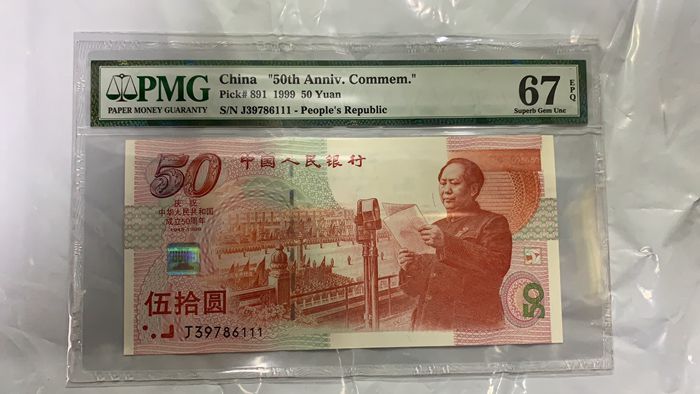 PMG
PAPER MONEY GUARANTY
China "50th Anniv. Commem."
Pick# 891 1999 50 Yuan
S/N J39786111 - People's Republic
67 EPQ
Superb Gem Unc
50
中国人民银行
庆祝
中华人民共和国
成立50周年
1949-1999
伍拾圆
J39786111
50